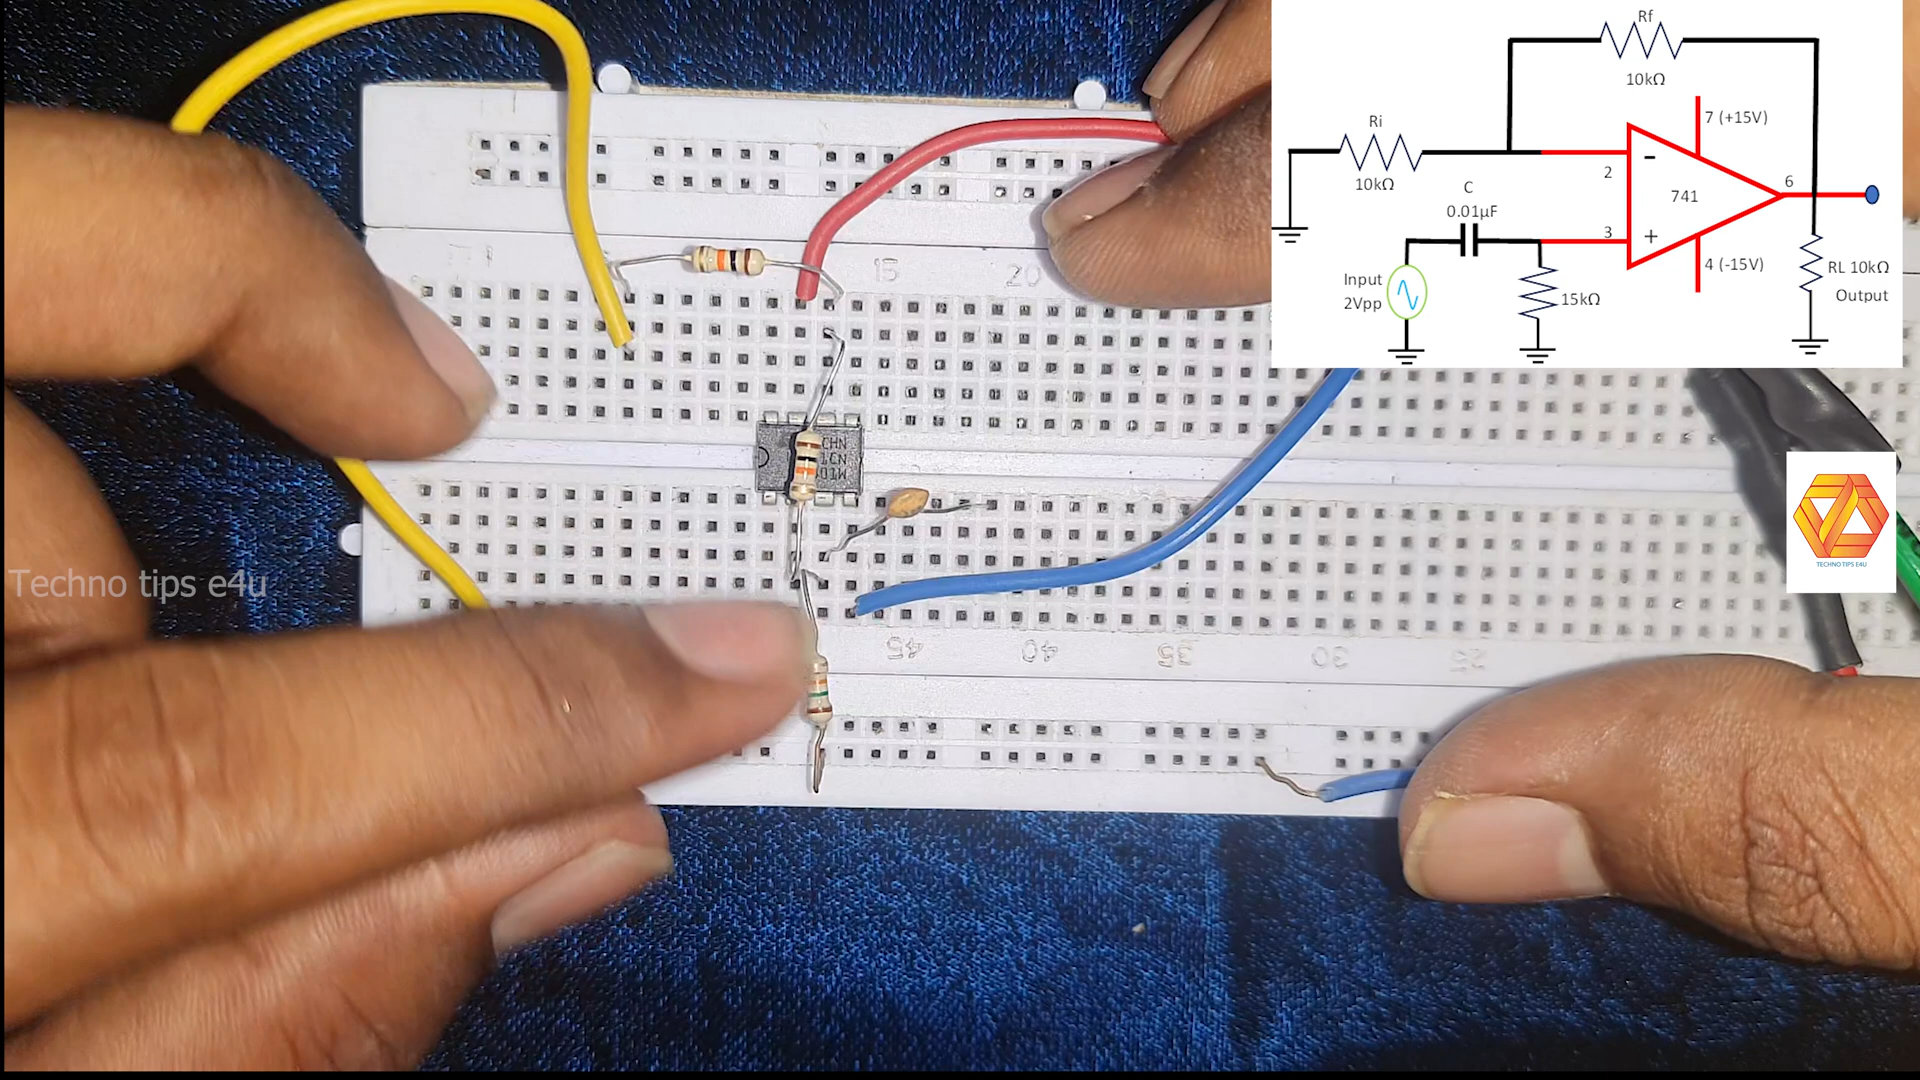 Rf
10kΩ
7 (+15V)
Ri
10kΩ
-
2
741
6
C
0.01µF
3
+
4 (-15V)
Input
2Vpp
15kΩ
RL 10kΩ
Output
15
20
45
40
35
30
25
Techno tips e4u
TECHNO TIPS E4U